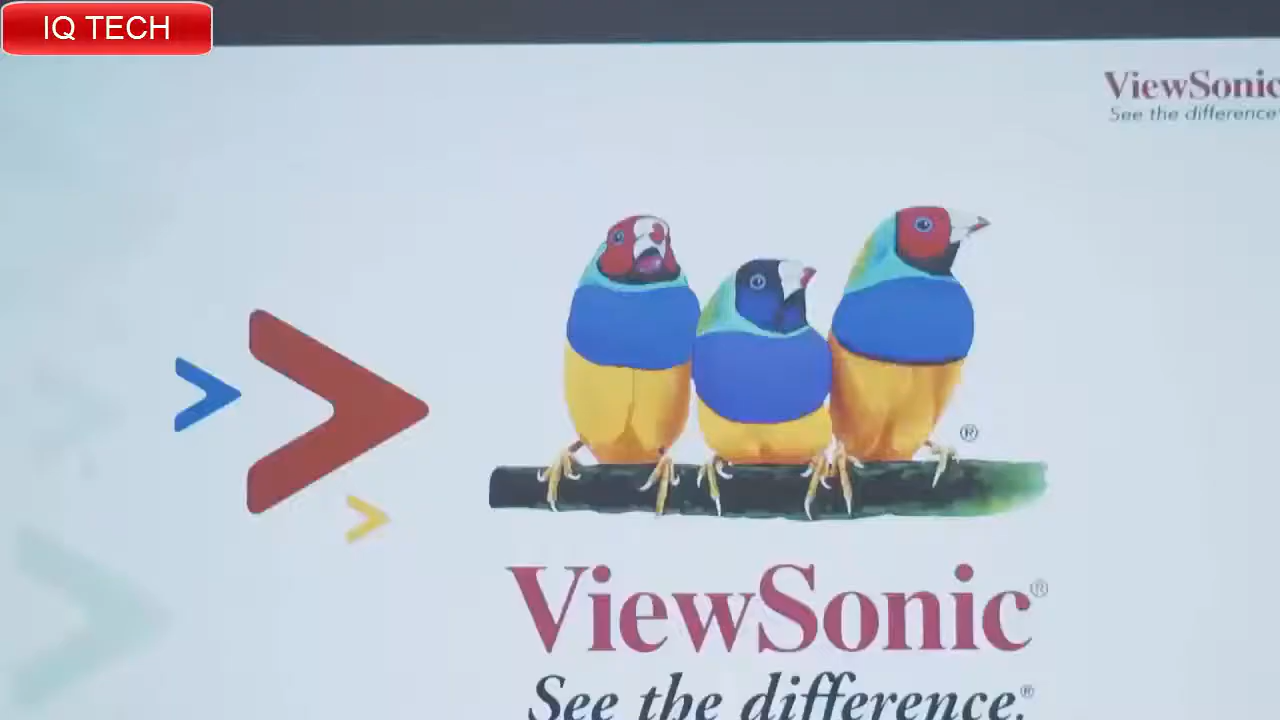 IQ TECH
ViewSonic
See the difference®
®
ViewSonic®
See the difference.®